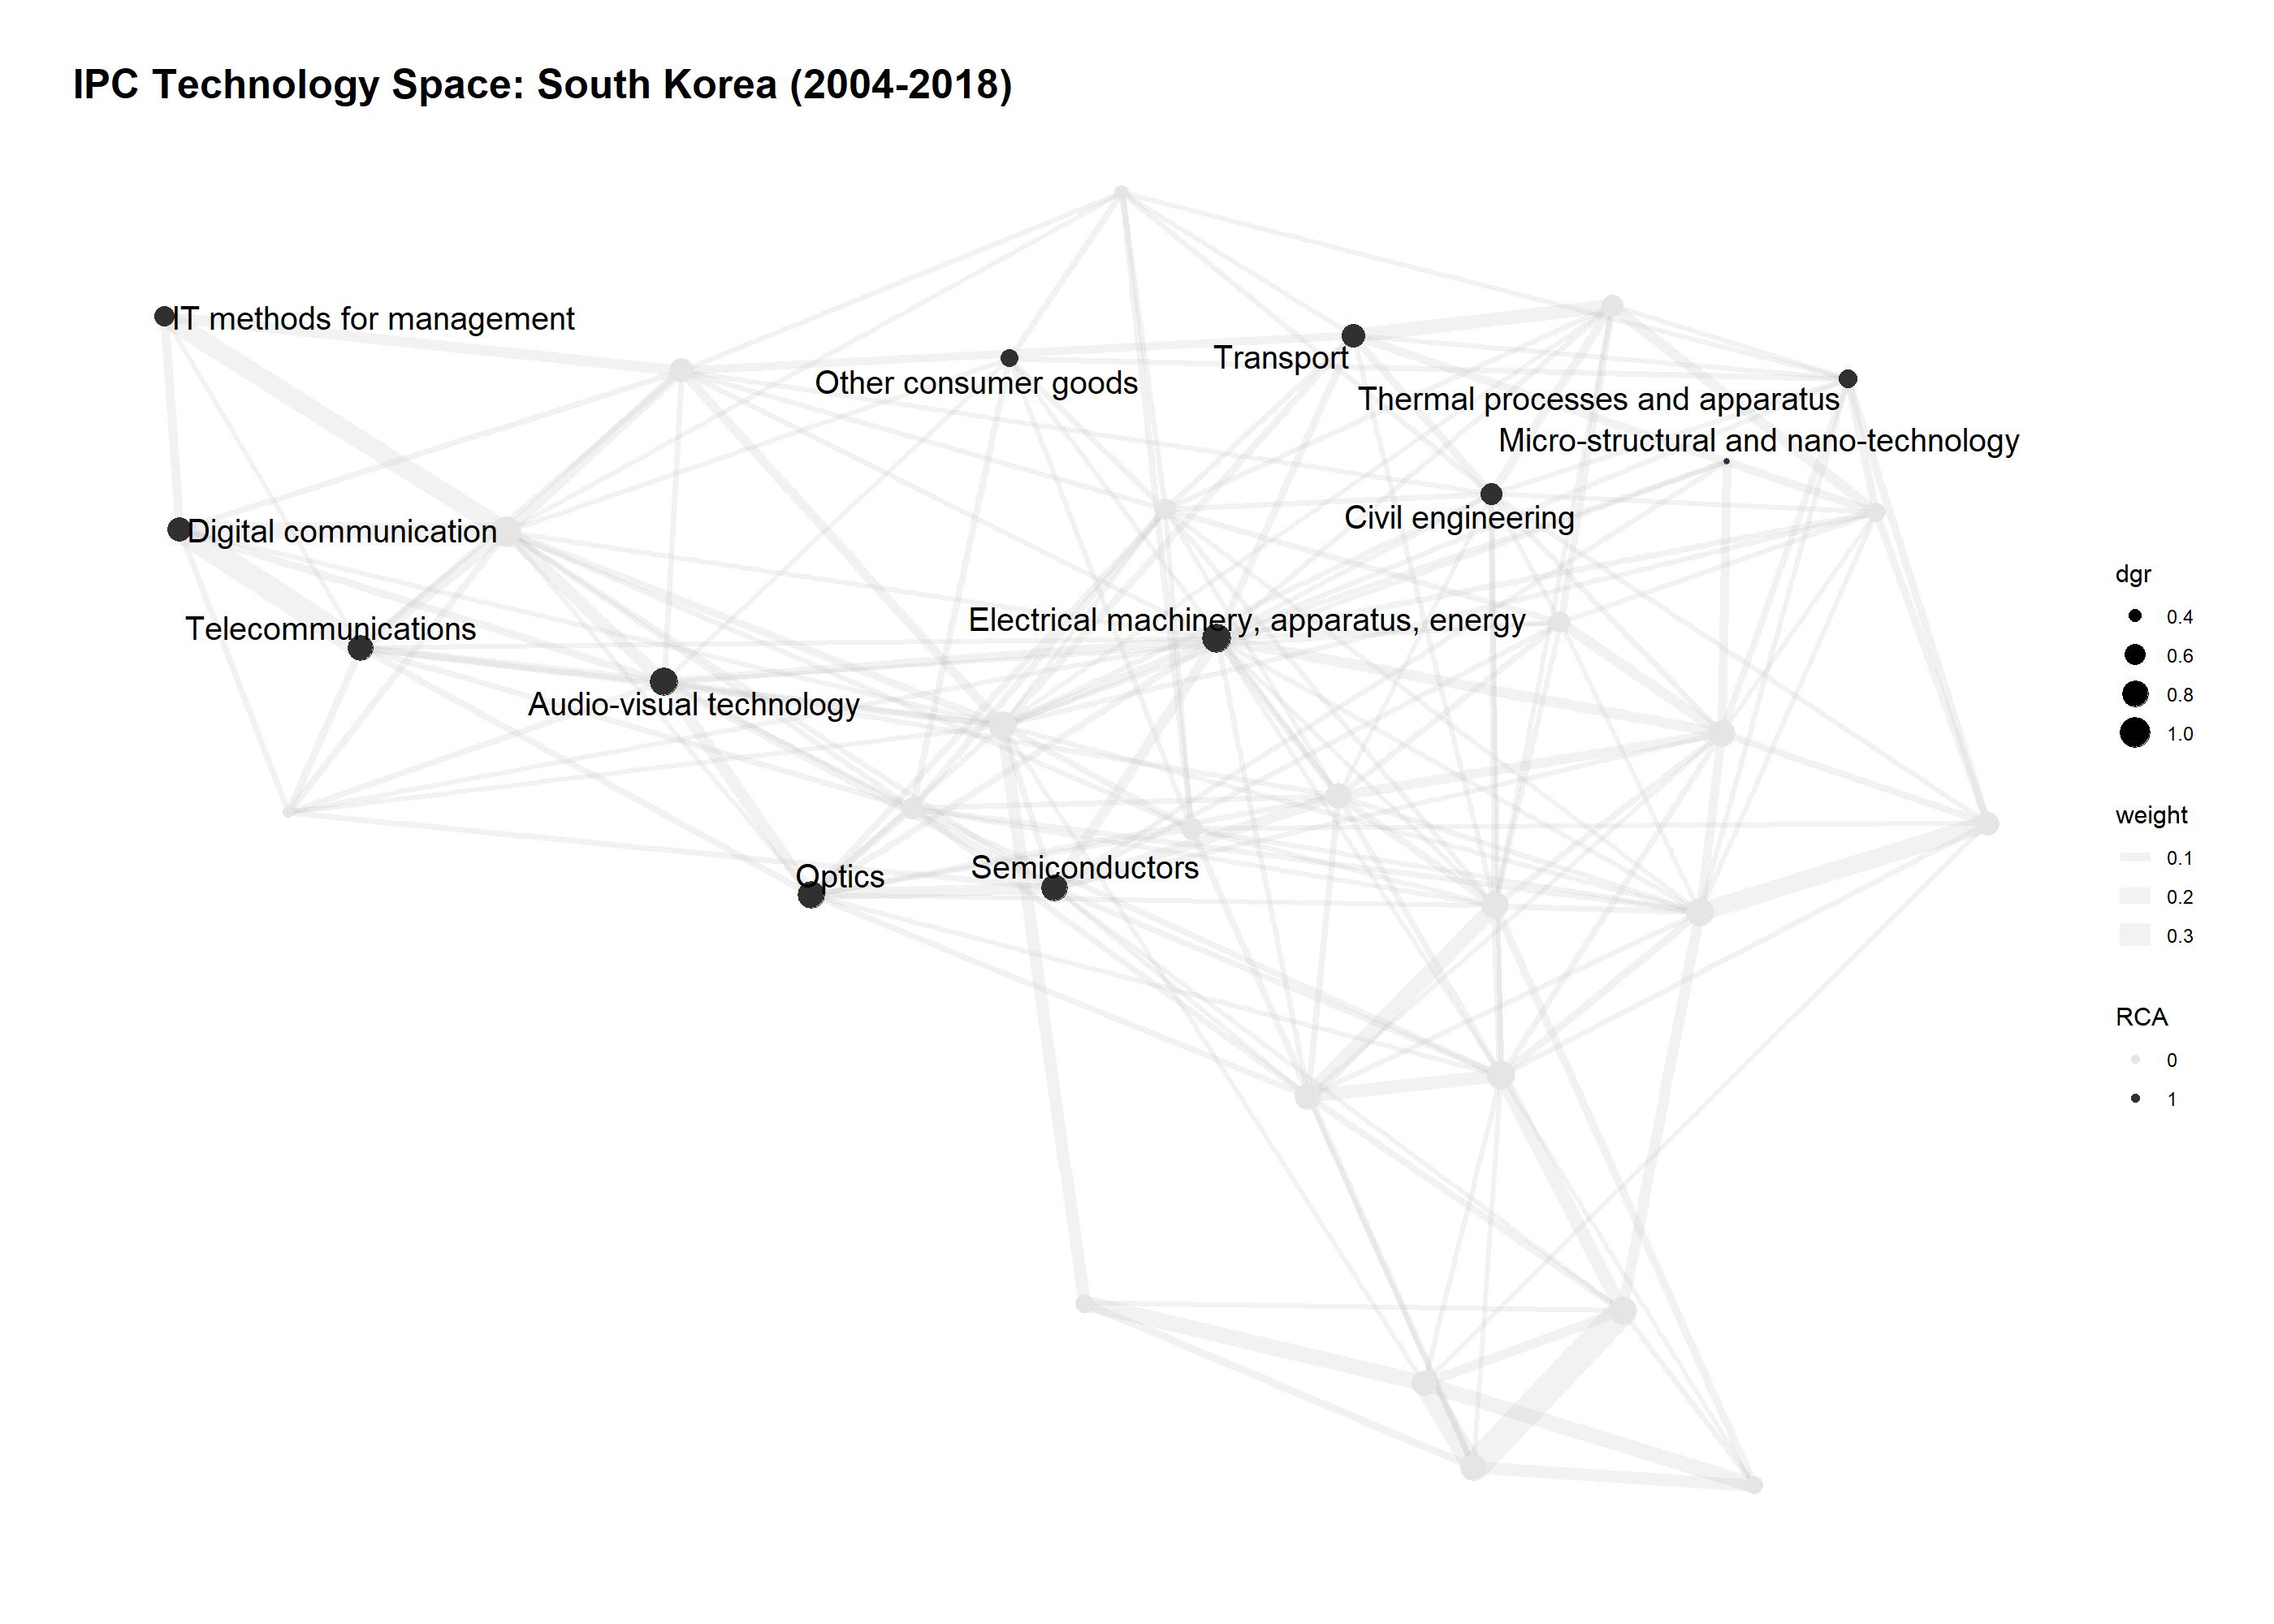 IPC Technology Space: South Korea (2004-2018)
IT methods for management
Other consumer goods
Transport
Thermal processes and apparatus
Micro-structural and nano-technology
Digital communication
Civil engineering
Telecommunications
Electrical machinery, apparatus, energy
Audio-visual technology
Optics
Semiconductors
dgr
0.4
0.6
0.8
1.0
weight
0.1
0.2
0.3
RCA
0
1